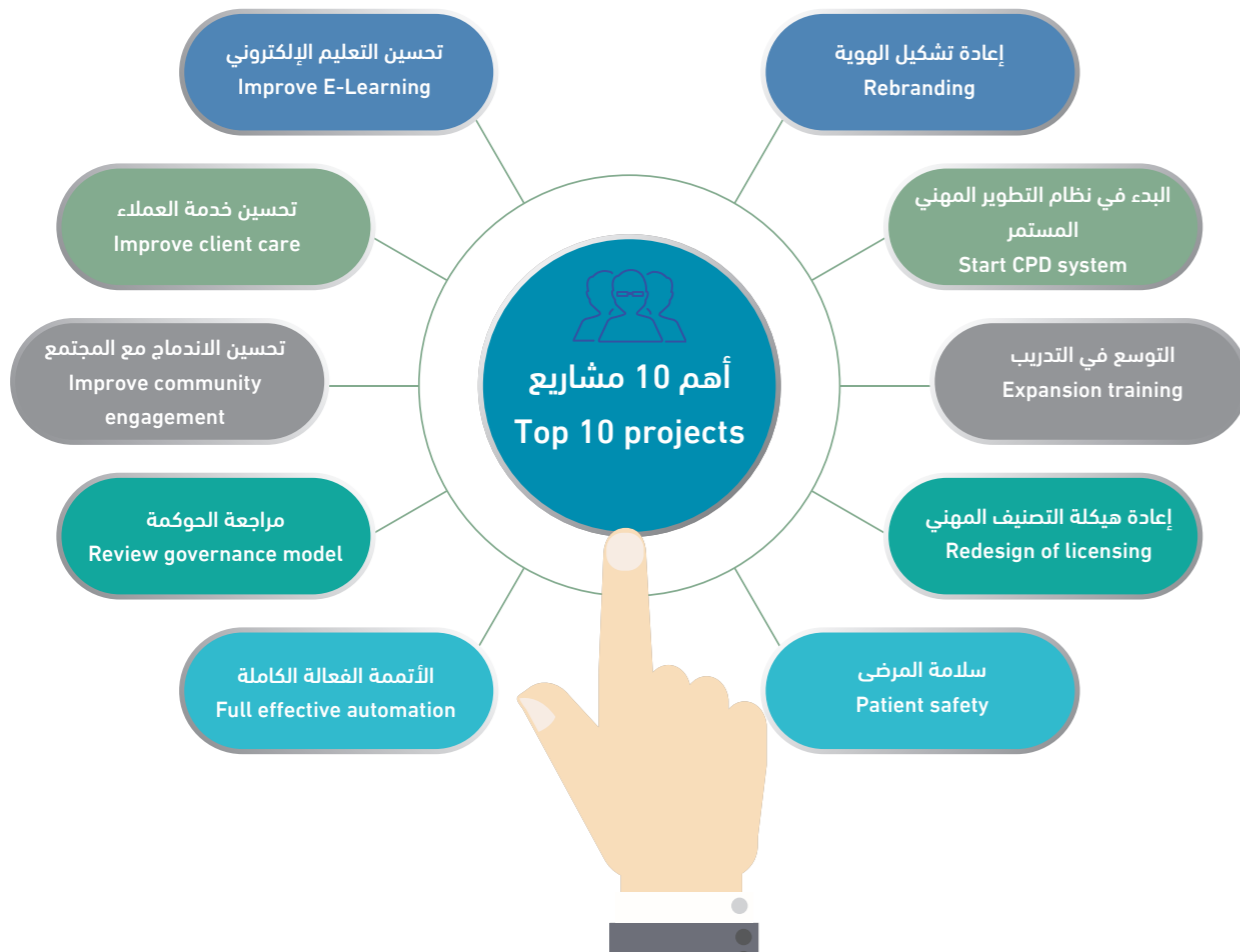 تحسين التعليم الإلكتروني
Improve E-Learning
إعادة تشكيل الهوية
Rebranding
تحسين خدمة العملاء
Improve client care
البدء في نظام التطوير المهني
المستمر
Start CPD system
أهم 10 مشاريع
Top 10 projects
تحسين الاندماج مع المجتمع
Improve community
engagement
التوسع في التدريب
Expansion training
مراجعة الحوكمة
Review governance model
إعادة هيكلة التصنيف المهني
Redesign of licensing
الأتممة الفعالة الكاملة
Full effective automation
سلامة المرضى
Patient safety